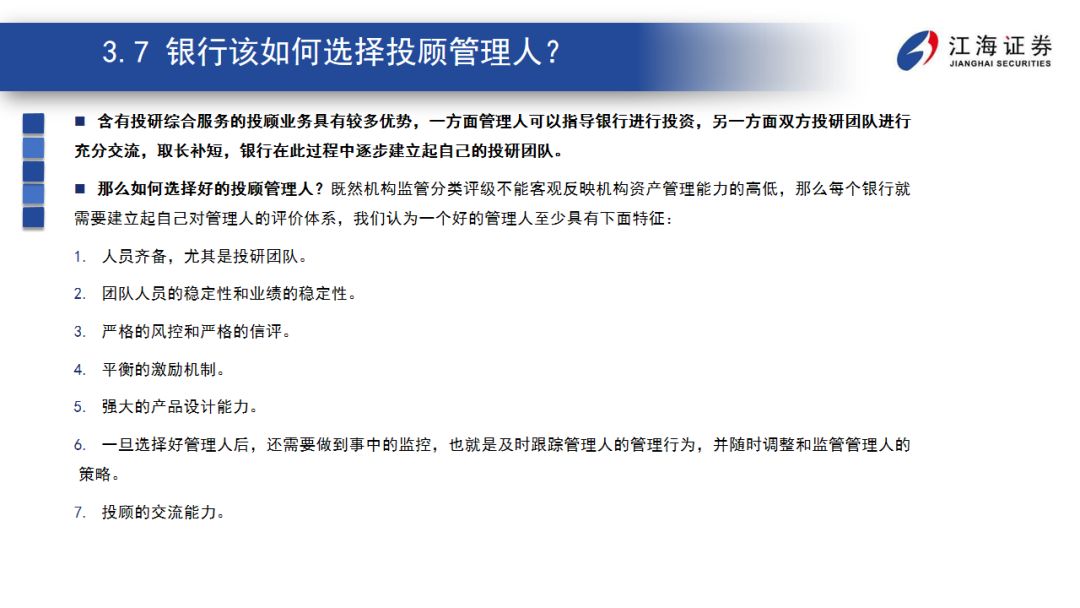 3.7 银行该如何选择投顾管理人?
江海证券
JIANGHAI SECURITIES
■ 含有投研综合服务的投顾业务具有较多优势，一方面管理人可以指导银行进行投资，另一方面双方投研团队进行
充分交流，取长补短，银行在此过程中逐步建立起自己的投研团队。
■ 那么如何选择好的投顾管理人？既然机构监管分类评级不能客观反映机构资产管理能力的高低，那么每个银行就
需要建立起自己对管理人的评价体系，我们认为一个好的管理人至少具有下面特征：
1. 人员齐备，尤其是投研团队。
2. 团队人员的稳定性和业绩的稳定性。
3. 严格的风控和严格的信评。
4. 平衡的激励机制。
5. 强大的产品设计能力。
6. 一旦选择好管理人后，还需要做到事中的监控，也就是及时跟踪管理人的管理行为，并随时调整和监管管理人的
策略。
7. 投顾的交流能力。